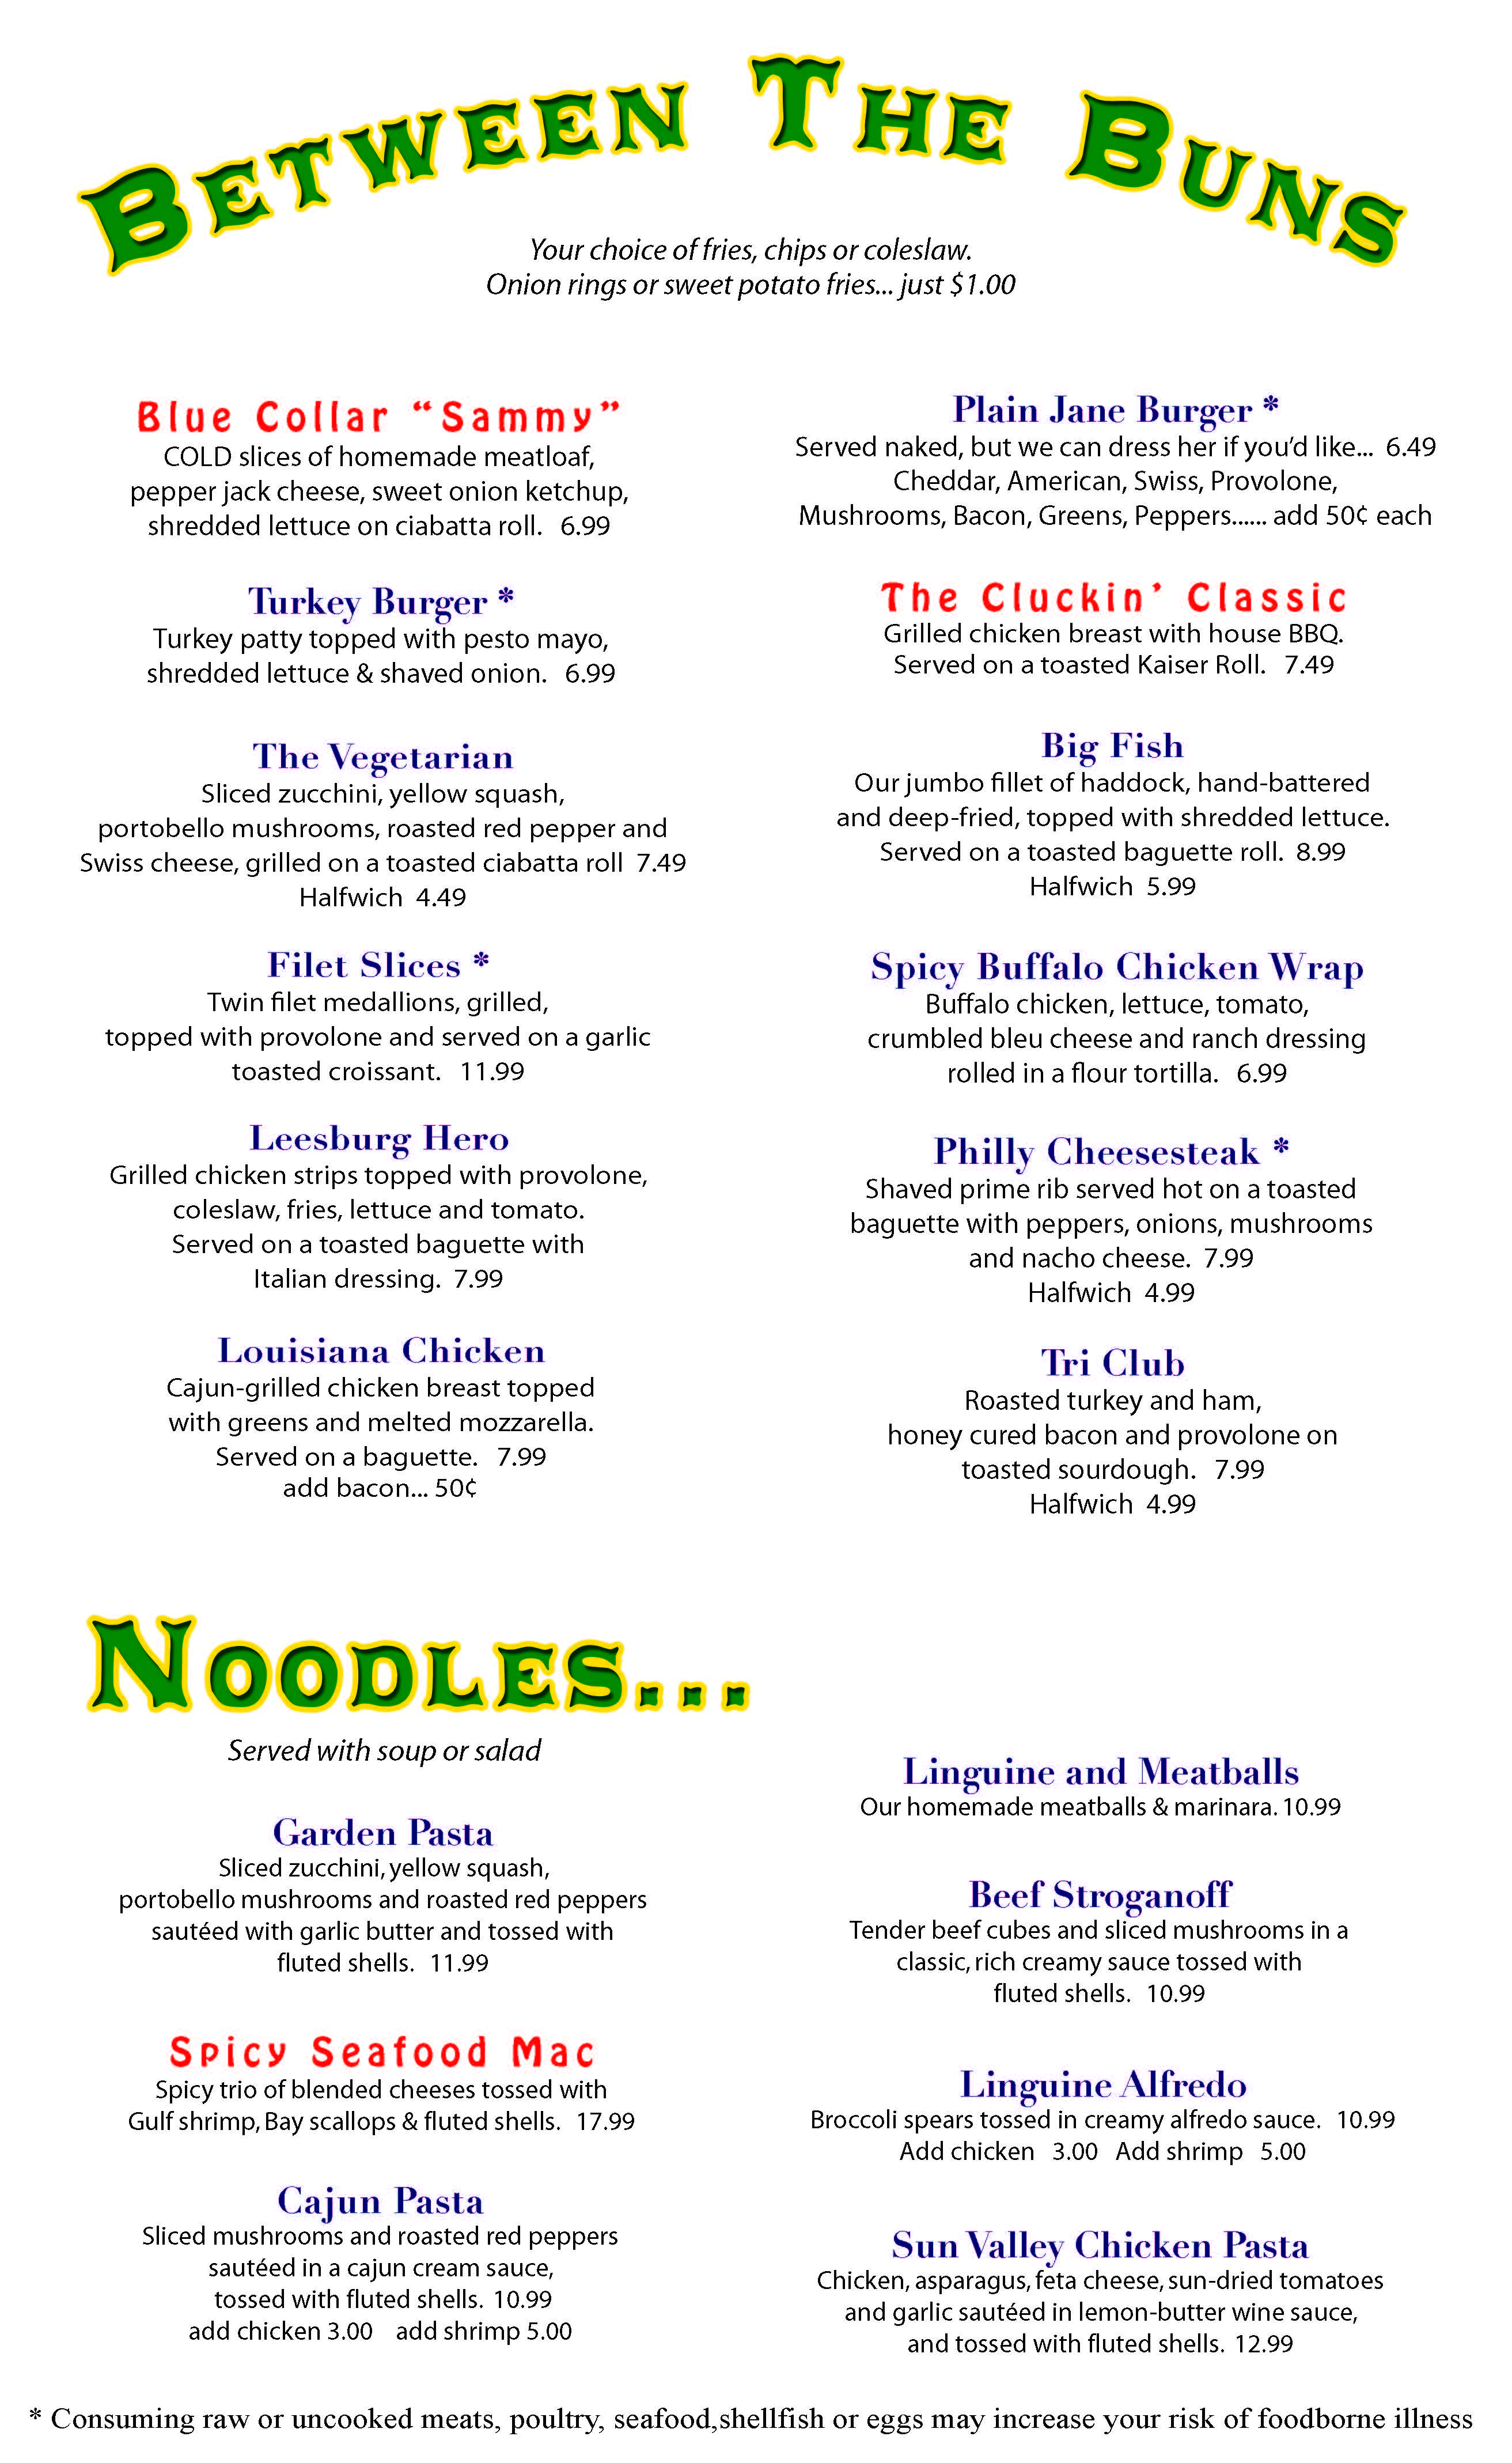 BETWEEN THE BUNS
Your choice of fries, chips or coleslaw.
Onion rings or sweet potato fries... just $1.00
Blue Collar “Sammy”
COLD slices of homemade meatloaf,
pepper jack cheese, sweet onion ketchup,
shredded lettuce on ciabatta roll. 6.99
Turkey Burger *
Turkey patty topped with pesto mayo,
shredded lettuce & shaved onion. 6.99
The Vegetarian
Sliced zucchini, yellow squash,
portobello mushrooms, roasted red pepper and
Swiss cheese, grilled on a toasted ciabatta roll 7.49
Halfwich 4.49
Filet Slices *
Twin filet medallions, grilled,
topped with provolone and served on a garlic
toasted croissant. 11.99
Leesburg Hero
Grilled chicken strips topped with provolone,
coleslaw, fries, lettuce and tomato.
Served on a toasted baguette with
Italian dressing. 7.99
Louisiana Chicken
Cajun-grilled chicken breast topped
with greens and melted mozzarella.
Served on a baguette. 7.99
add bacon... 50¢
Plain Jane Burger *
Served naked, but we can dress her if you’d like... 6.49
Cheddar, American, Swiss, Provolone,
Mushrooms, Bacon, Greens, Peppers...... add 50¢ each
The Cluckin’ Classic
Grilled chicken breast with house BBQ.
Served on a toasted Kaiser Roll. 7.49
Big Fish
Our jumbo fillet of haddock, hand-battered
and deep-fried, topped with shredded lettuce.
Served on a toasted baguette roll. 8.99
Halfwich 5.99
Spicy Buffalo Chicken Wrap
Buffalo chicken, lettuce, tomato,
crumbled bleu cheese and ranch dressing
rolled in a flour tortilla. 6.99
Philly Cheesesteak *
Shaved prime rib served hot on a toasted
baguette with peppers, onions, mushrooms
and nacho cheese. 7.99
Halfwich 4.99
Tri Club
Roasted turkey and ham,
honey cured bacon and provolone on
toasted sourdough. 7.99
Halfwich 4.99
NOODLES...
Served with soup or salad
Garden Pasta
Sliced zucchini, yellow squash,
portobello mushrooms and roasted red peppers
sautéed with garlic butter and tossed with
fluted shells. 11.99
Spicy Seafood Mac
Spicy trio of blended cheeses tossed with
Gulf shrimp, Bay scallops & fluted shells. 17.99
Cajun Pasta
Sliced mushrooms and roasted red peppers
sautéed in a cajun cream sauce,
tossed with fluted shells. 10.99
add chicken 3.00 add shrimp 5.00
Linguine and Meatballs
Our homemade meatballs & marinara. 10.99
Beef Stroganoff
Tender beef cubes and sliced mushrooms in a
classic, rich creamy sauce tossed with
fluted shells. 10.99
Linguine Alfredo
Broccoli spears tossed in creamy alfredo sauce. 10.99
Add chicken 3.00 Add shrimp 5.00
Sun Valley Chicken Pasta
Chicken, asparagus, feta cheese, sun-dried tomatoes
and garlic sautéed in lemon-butter wine sauce,
and tossed with fluted shells. 12.99
* Consuming raw or uncooked meats, poultry, seafood,shellfish or eggs may increase your risk of foodborne illness